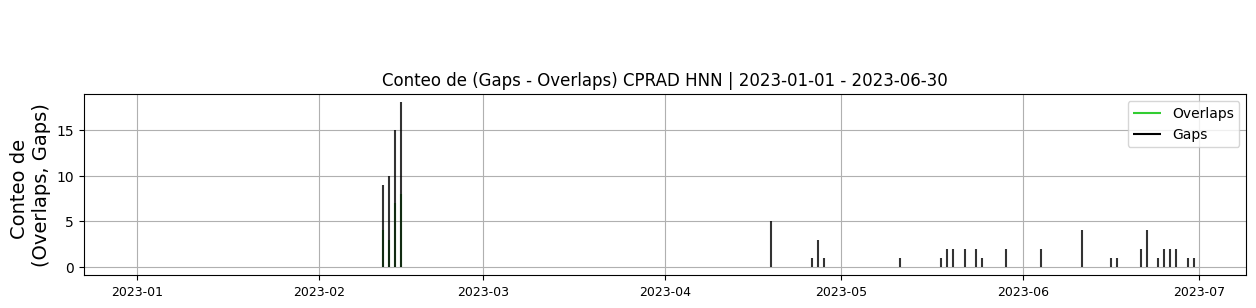 Conteo de (Gaps - Overlaps) CPRAD HNN | 2023-01-01 - 2023-06-30
Conteo de
(Overlaps, Gaps)
15
10
5
0
Overlaps
Gaps
2023-01
2023-02
2023-03
2023-04
2023-05
2023-06
2023-07